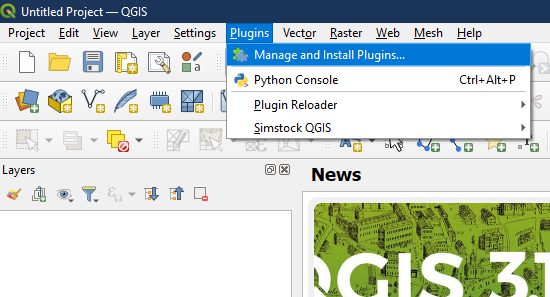 Untitled Project — QGIS
Project Edit View Layer Settings Plugins Vector Raster Web Mesh Help
Manage and Install Plugins...
Python Console Ctrl+Alt+P
Plugin Reloader
Simstock QGIS
Layers
News
QGIS 3